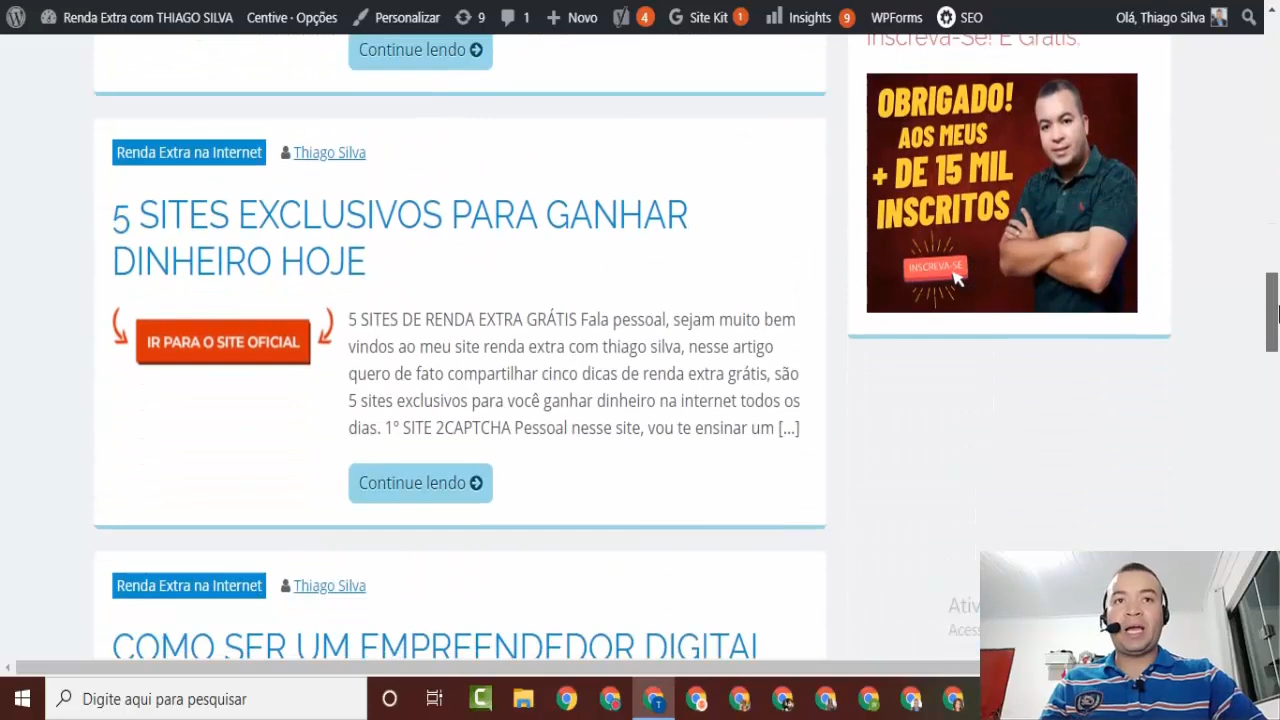 Renda Extra com THIAGO SILVA Centive - Opções Personalizar 9 1 Novo 4 Site Kit 1 Insights 9 WPForms SEO Olá, Thiago Silva
Inscreva-Se! É Grátis.
Continue lendo
OBRIGADO!
AOS MEUS
+ DE 15 MIL
INSCRITOS
INSCREVA-SE
Renda Extra na Internet Thiago Silva
5 SITES EXCLUSIVOS PARA GANHAR
DINHEIRO HOJE
IR PARA O SITE OFICIAL
5 SITES DE RENDA EXTRA GRÁTIS Fala pessoal, sejam muito bem
vindos ao meu site renda extra com thiago silva, nesse artigo
quero de fato compartilhar cinco dicas de renda extra grátis, são
5 sites exclusivos para você ganhar dinheiro na internet todos os
dias. 1º SITE 2CAPTCHA Pessoal nesse site, vou te ensinar um [...]
Continue lendo
Renda Extra na Internet Thiago Silva
COMO SER UM EMPREENDEDOR DIGITAL
Ativ
Acess
Digite aqui para pesquisar